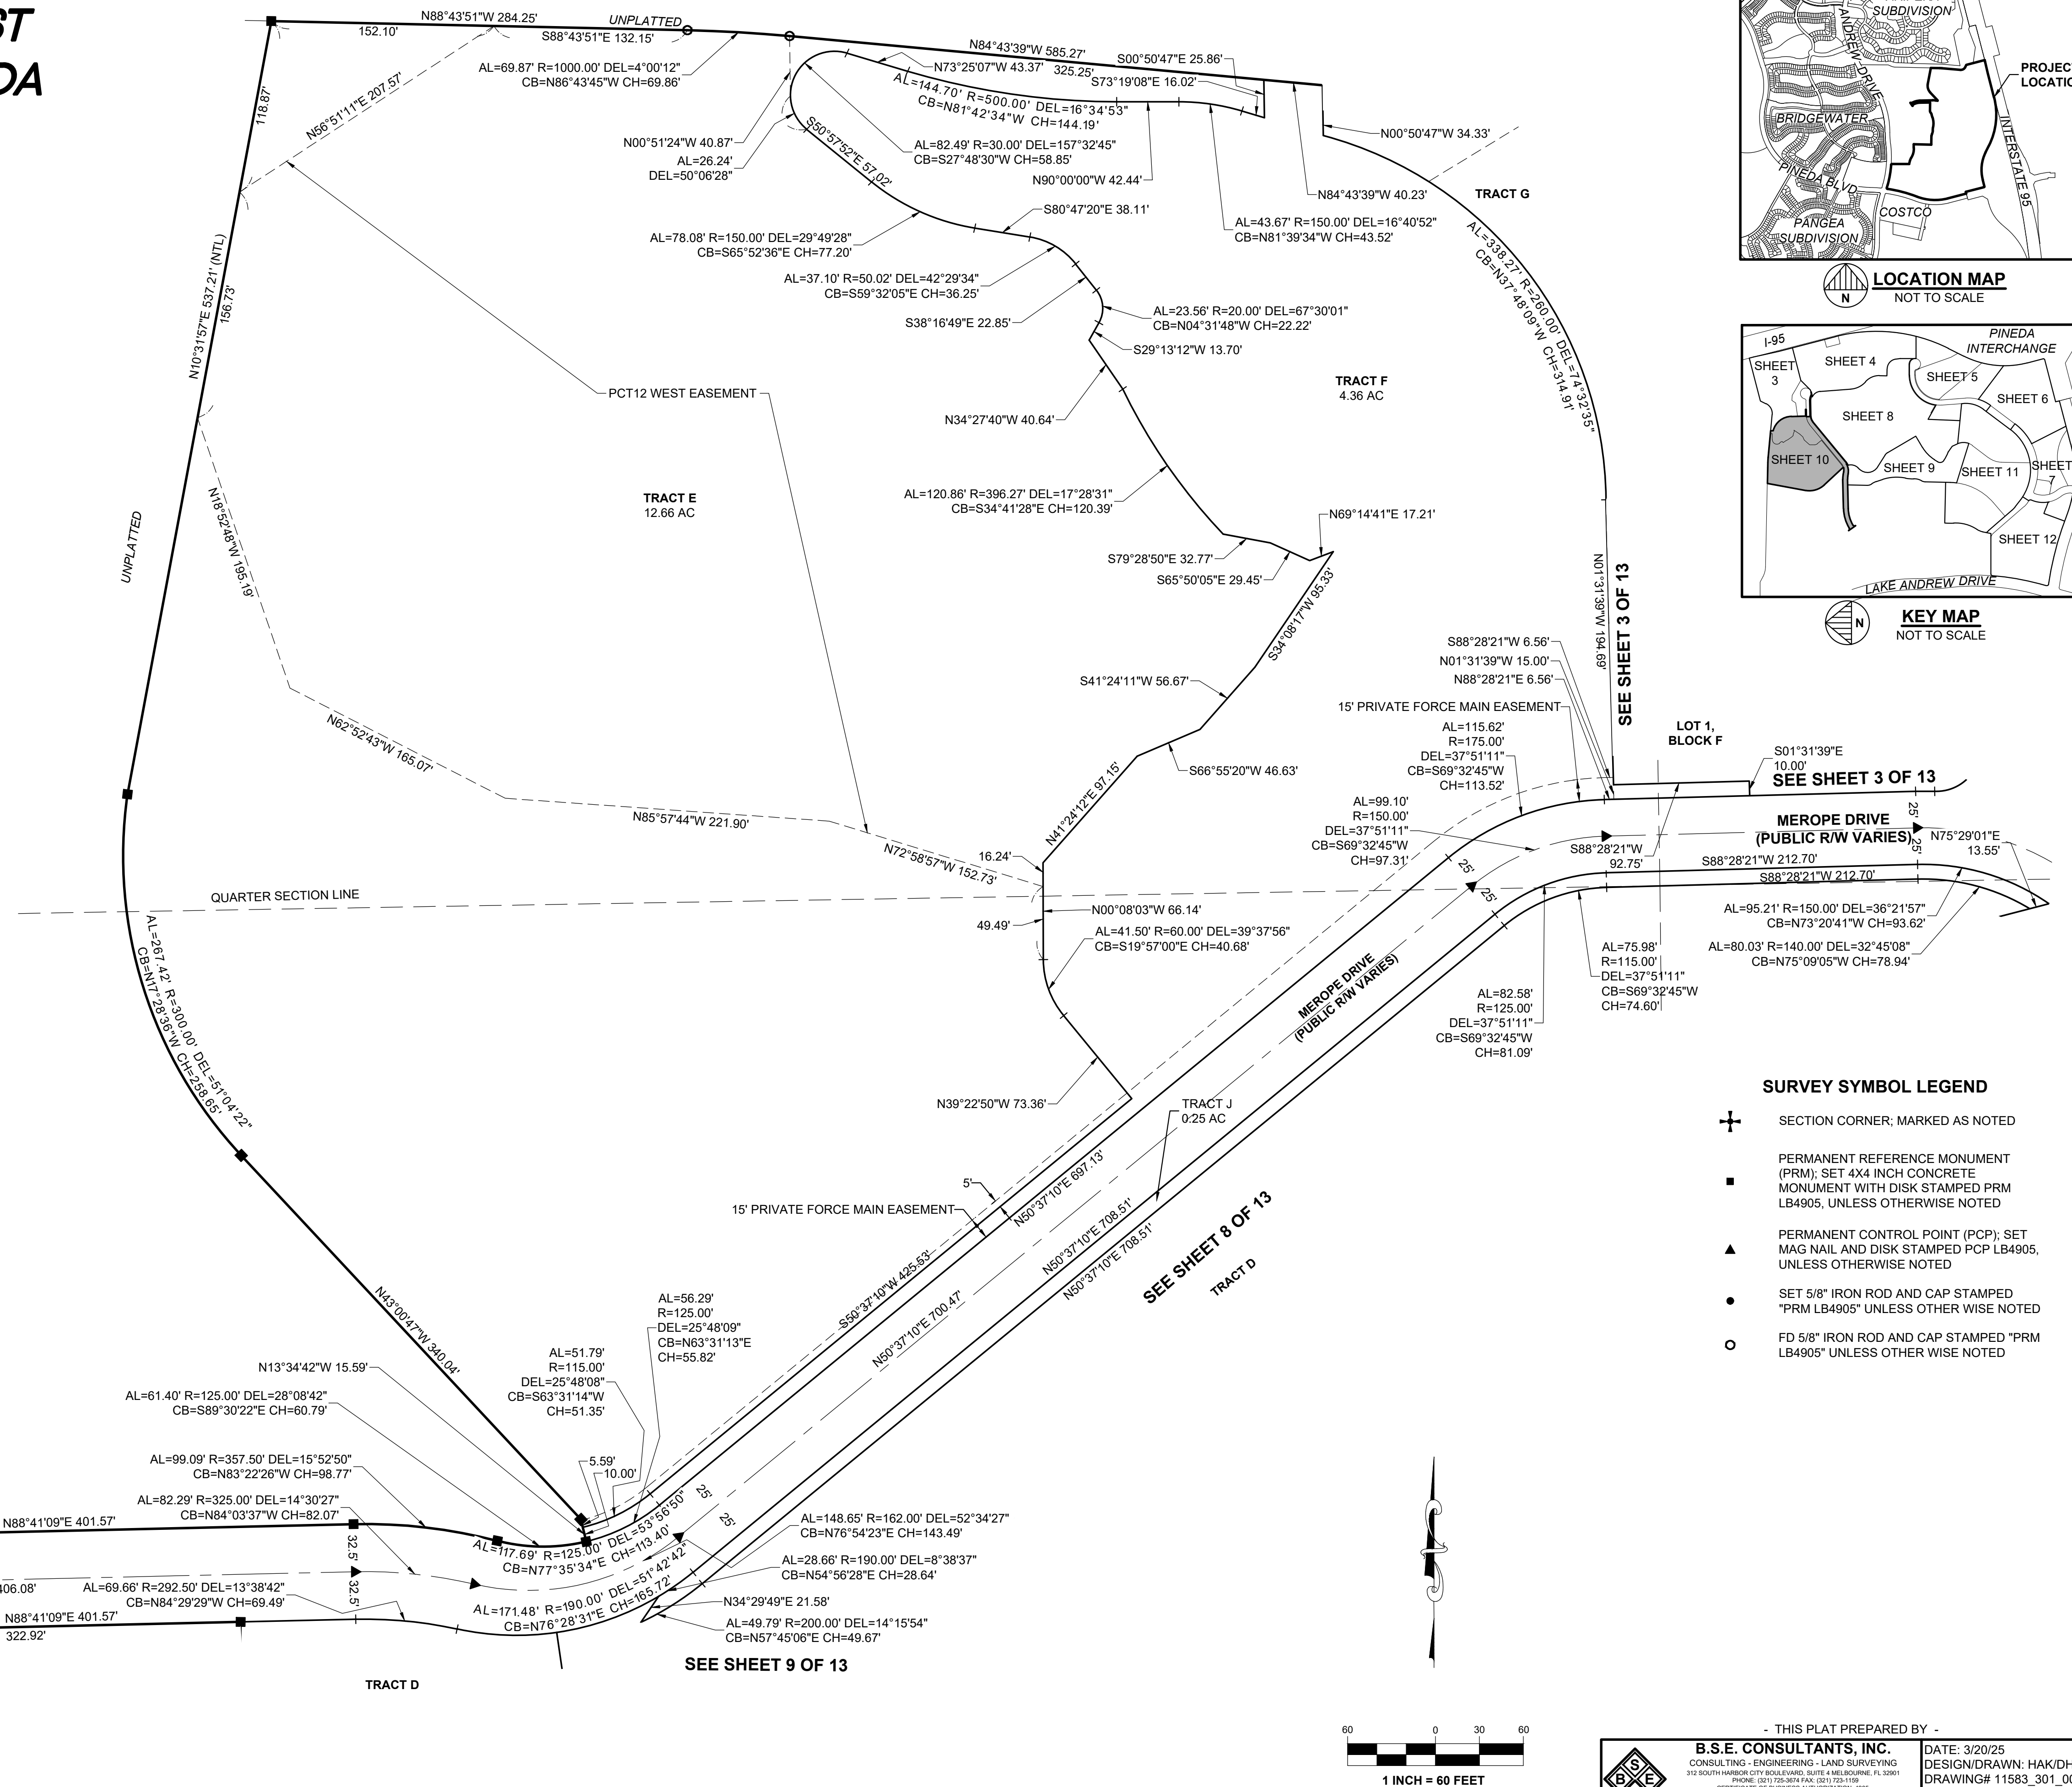 ST
DA
N88°43'51"W 284.25'
152.10'
UNPLATTED
S88°43'51"E 132.15'
AL=69.87' R=1000.00' DEL=4°00'12"
CB=N86°43'45"W CH=69.86'
N84°43'39"W 585.27'
325.25'
S00°50'47"E 25.86'
S73°19'08"E 16.02'
N73°25'07"W 43.37'
AL=144.70' R=500.00' DEL=16°34'53"
CB=N81°42'34"W CH=144.19'
N56°51'11"E 207.57'
118.87'
N00°51'24"W 40.87'
AL=26.24'
DEL=50°06'28"
S50°57'52"E 57.02'
AL=82.49' R=30.00' DEL=157°32'45"
CB=S27°48'30"W CH=58.85'
N90°00'00"W 42.44'
N00°50'47"W 34.33'
N84°43'39"W 40.23'
TRACT G
S80°47'20"E 38.11'
AL=43.67' R=150.00' DEL=16°40'52"
CB=N81°39'34"W CH=43.52'
AL=78.08' R=150.00' DEL=29°49'28"
CB=S65°52'36"E CH=77.20'
AL=338.27' R=260.00' DEL=74°32'35"
CB=N37°48'09"W CH=314.91'
AL=37.10' R=50.02' DEL=42°29'34"
CB=S59°32'05"E CH=36.25'
S38°16'49"E 22.85'
AL=23.56' R=20.00' DEL=67°30'01"
CB=N04°31'48"W CH=22.22'
S29°13'12"W 13.70'
N10°31'57"E 537.21' (NTL)
156.73'
PCT12 WEST EASEMENT
TRACT F
4.36 AC
N34°27'40"W 40.64'
TRACT E
12.66 AC
AL=120.86' R=396.27' DEL=17°28'31"
CB=S34°41'28"E CH=120.39'
N69°14'41"E 17.21'
S79°28'50"E 32.77'
S65°50'05"E 29.45'
UNPLATTED
N18°52'48"W 195.19'
S34°08'17"W 95.33'
N01°31'39"W 194.69'
SEE SHEET 3 OF 13
S88°28'21"W 6.56'
N01°31'39"W 15.00'
N88°28'21"E 6.56'
15' PRIVATE FORCE MAIN EASEMENT
S41°24'11"W 56.67'
N62°52'43"W 165.07'
AL=115.62'
R=175.00'
DEL=37°51'11"
CB=S69°32'45"W
CH=113.52'
LOT 1,
BLOCK F
S01°31'39"E
10.00'
SEE SHEET 3 OF 13
S66°55'20"W 46.63'
N41°24'12"E 97.15'
N85°57'44"W 221.90'
AL=99.10'
R=150.00'
DEL=37°51'11"
CB=S69°32'45"W
CH=97.31'
MEROPE DRIVE
(PUBLIC R/W VARIES)
25'
25'
N75°29'01"E
13.55'
S88°28'21"W
92.75'
S88°28'21"W 212.70'
S88°28'21"W 212.70'
16.24'
N72°58'57"W 152.73'
25'
25'
QUARTER SECTION LINE
N00°08'03"W 66.14'
49.49'
AL=41.50' R=60.00' DEL=39°37'56"
CB=S19°57'00"E CH=40.68'
AL=95.21' R=150.00' DEL=36°21'57"
CB=N73°20'41"W CH=93.62'
AL=80.03' R=140.00' DEL=32°45'08"
CB=N75°09'05"W CH=78.94'
AL=75.98'
R=115.00'
DEL=37°51'11"
CB=S69°32'45"W
CH=74.60'
AL=82.58'
R=125.00'
DEL=37°51'11"
CB=S69°32'45"W
CH=81.09'
AL=267.42' R=300.00' DEL=51°04'22"
CB=N17°28'36"W CH=258.65'
MEROPE DRIVE
(PUBLIC R/W VARIES)
N39°22'50"W 73.36'
TRACT J
0.25 AC
5'
15' PRIVATE FORCE MAIN EASEMENT
N50°37'10"E 697.13'
N50°37'10"E 708.51'
N50°37'10"E 708.51'
SEE SHEET 8 OF 13
TRACT D
S50°37'10"W 425.53'
N50°37'10"E 700.47'
N43°00'47"W 340.04'
AL=56.29'
R=125.00'
DEL=25°48'09"
CB=N63°31'13"E
CH=55.82'
AL=51.79'
R=115.00'
DEL=25°48'08"
CB=S63°31'14"W
CH=51.35'
N13°34'42"W 15.59'
AL=61.40' R=125.00' DEL=28°08'42"
CB=S89°30'22"E CH=60.79'
AL=99.09' R=357.50' DEL=15°52'50"
CB=N83°22'26"W CH=98.77'
5.59'
10.00'
AL=82.29' R=325.00' DEL=14°30'27"
CB=N84°03'37"W CH=82.07'
N88°41'09"E 401.57'
32.5'
32.5'
25'
25'
AL=117.69' R=125.00' DEL=53°56'50"
CB=N77°35'34"E CH=113.40'
AL=148.65' R=162.00' DEL=52°34'27"
CB=N76°54'23"E CH=143.49'
AL=28.66' R=190.00' DEL=8°38'37"
CB=N54°56'28"E CH=28.64'
406.08'
AL=69.66' R=292.50' DEL=13°38'42"
CB=N84°29'29"W CH=69.49'
AL=171.48' R=190.00' DEL=51°42'42"
CB=N76°28'31"E CH=165.72'
N34°29'49"E 21.58'
AL=49.79' R=200.00' DEL=14°15'54"
CB=N57°45'06"E CH=49.67'
N88°41'09"E 401.57'
322.92'
SEE SHEET 9 OF 13
TRACT D
SUBDIVISION
ANDREW DRIVE
BRIDGEWATER
PINEDA BLVD
PANGEA
SUBDIVISION
COSTCO
INTERSTATE 95
PROJECT
LOCATION
N
LOCATION MAP
NOT TO SCALE
I-95
PINEDA
INTERCHANGE
SHEET
3
SHEET 4
SHEET 5
SHEET 6
SHEET 8
SHEET 10
SHEET 9
SHEET 11
SHEET
7
SHEET 12
LAKE ANDREW DRIVE
N
KEY MAP
NOT TO SCALE
SURVEY SYMBOL LEGEND
SECTION CORNER; MARKED AS NOTED
PERMANENT REFERENCE MONUMENT
(PRM); SET 4X4 INCH CONCRETE
MONUMENT WITH DISK STAMPED PRM
LB4905, UNLESS OTHERWISE NOTED
PERMANENT CONTROL POINT (PCP); SET
MAG NAIL AND DISK STAMPED PCP LB4905,
UNLESS OTHERWISE NOTED
SET 5/8" IRON ROD AND CAP STAMPED
"PRM LB4905" UNLESS OTHER WISE NOTED
FD 5/8" IRON ROD AND CAP STAMPED "PRM
LB4905" UNLESS OTHER WISE NOTED
60 0 30 60
1 INCH = 60 FEET
- THIS PLAT PREPARED BY -
B S E
B.S.E. CONSULTANTS, INC.
CONSULTING - ENGINEERING - LAND SURVEYING
312 SOUTH HARBOR CITY BOULEVARD, SUITE 4 MELBOURNE, FL 32901
PHONE: (321) 725-3674 FAX: (321) 723-1159
DATE: 3/20/25
DESIGN/DRAWN: HAK/DH
DRAWING# 11583_301_00